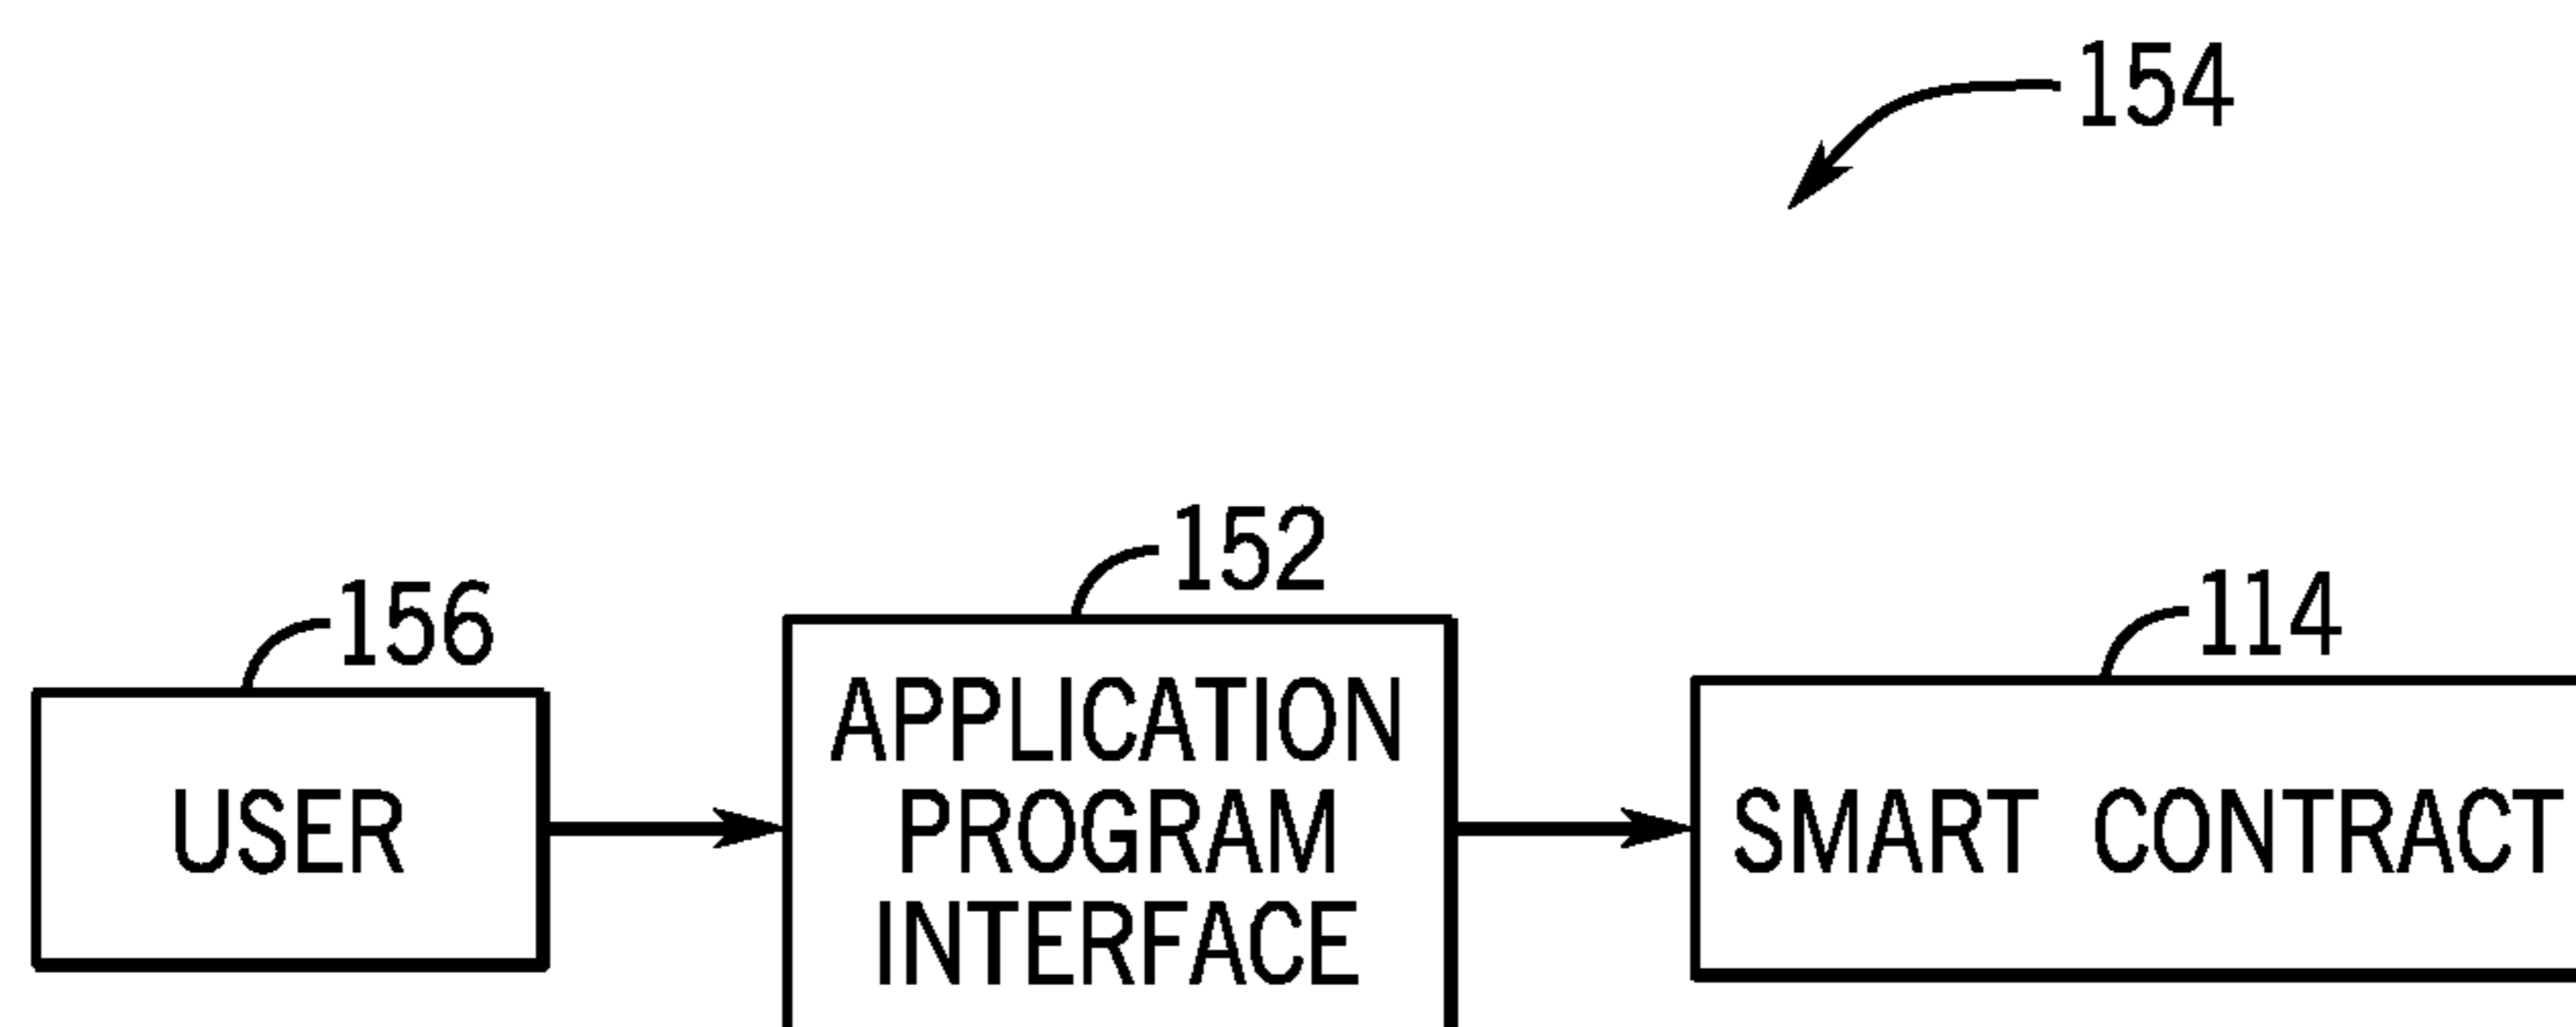 154
156
152
114
USER
APPLICATION
PROGRAM
INTERFACE
SMART CONTRACT